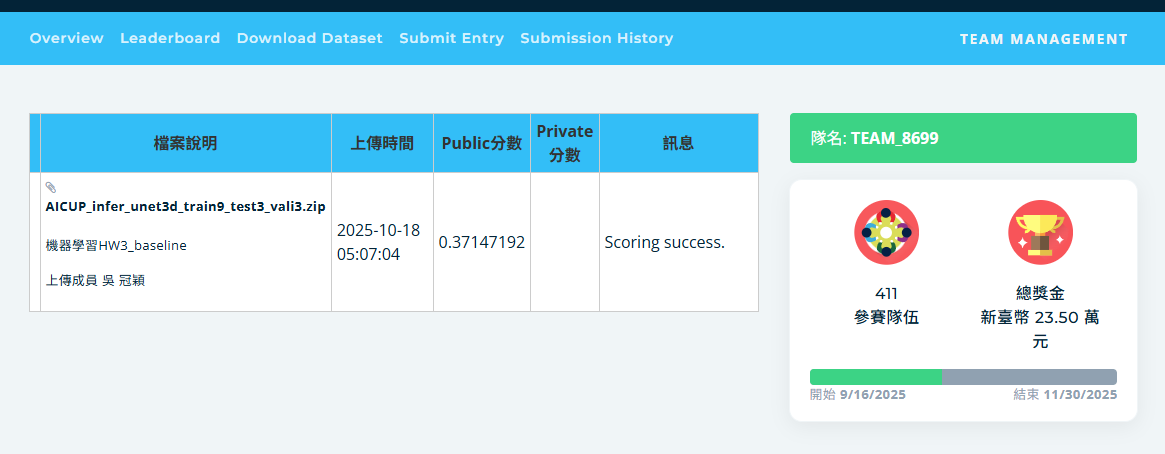 Overview Leaderboard Download Dataset Submit Entry Submission History TEAM MANAGEMENT
檔案說明 上傳時間 Public分數 Private
分數 訊息
AICUP_infer_unet3d_train9_test3_vali3.zip
機器學習HW3_baseline
上傳成員 吳 冠穎
2025-10-18
05:07:04
0.37147192
Scoring success.
隊名: TEAM_8699
411
參賽隊伍
總獎金
新臺幣 23.50 萬
元
開始 9/16/2025 結束 11/30/2025